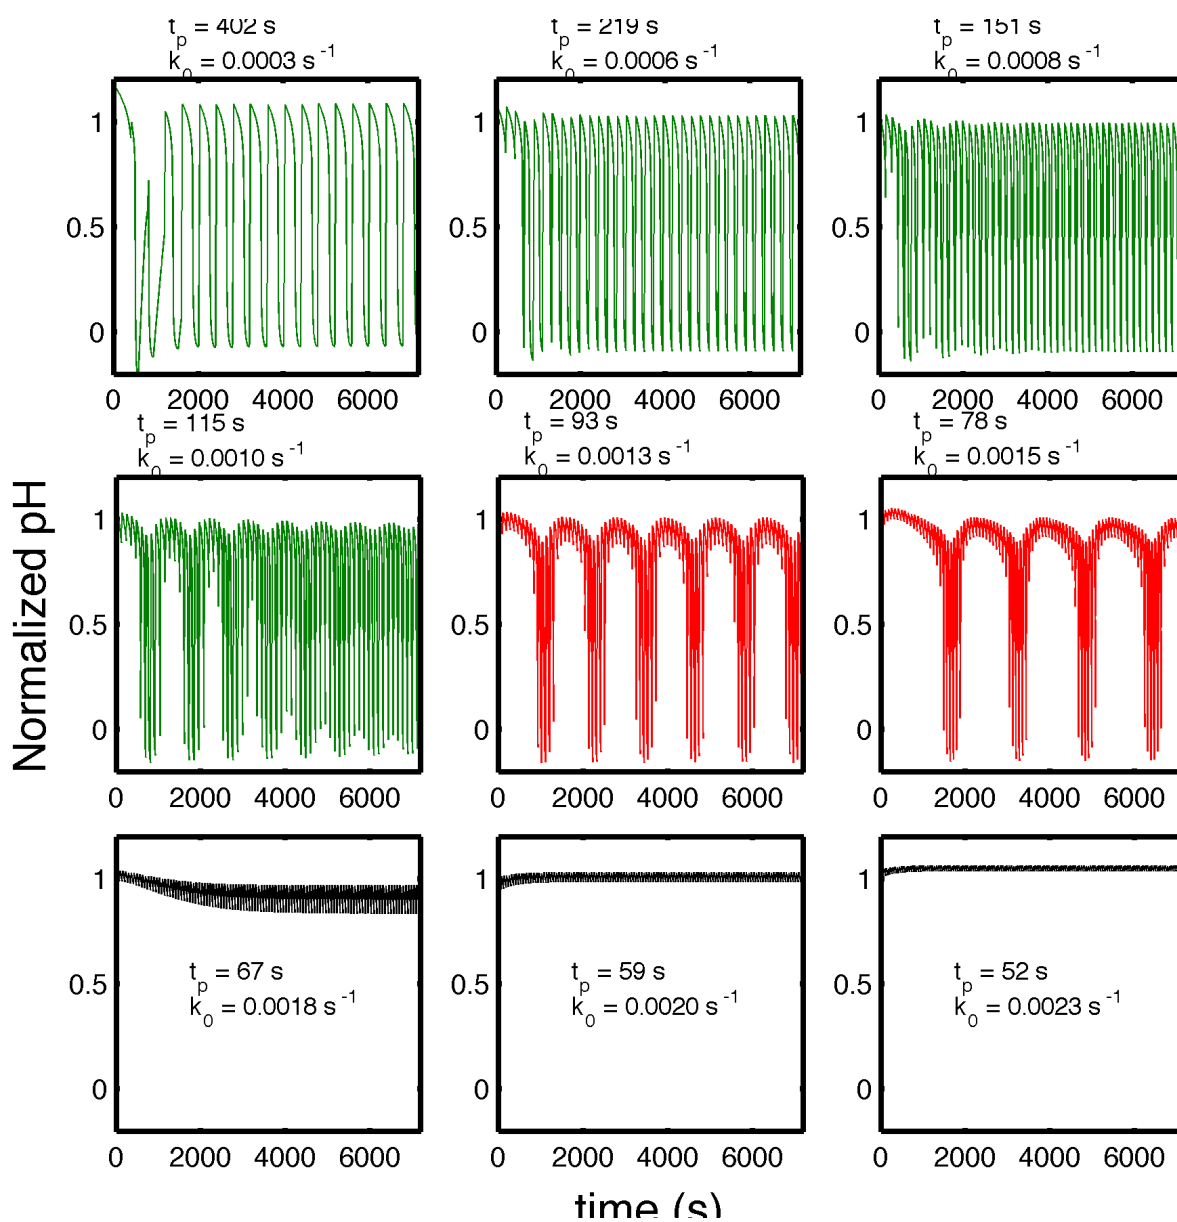 t_p = 402 s
k_0 = 0.0003 s^-1
t_p = 219 s
k_0 = 0.0006 s^-1
t_p = 151 s
k_0 = 0.0008 s^-1
1
0.5
0
0 2000 4000 6000
1
0.5
0
0 2000 4000 6000
1
0.5
0
0 2000 4000 6000
t_p = 115 s
k_0 = 0.0010 s^-1
t_p = 93 s
k_0 = 0.0013 s^-1
t_p = 78 s
k_0 = 0.0015 s^-1
Normalized pH
1
0.5
0
0 2000 4000 6000
1
0.5
0
0 2000 4000 6000
1
0.5
0
0 2000 4000 6000
1
0.5
0
t_p = 67 s
k_0 = 0.0018 s^-1
0 2000 4000 6000
1
0.5
0
t_p = 59 s
k_0 = 0.0020 s^-1
0 2000 4000 6000
1
0.5
0
t_p = 52 s
k_0 = 0.0023 s^-1
0 2000 4000 6000
time (s)